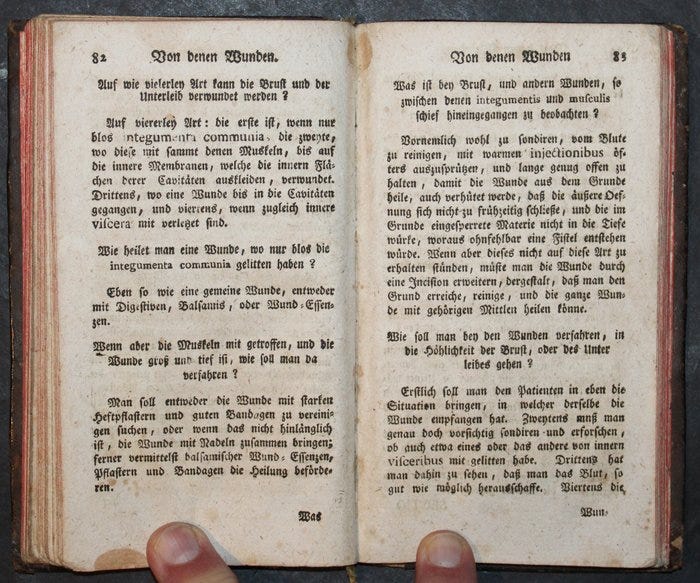 82 Von denen Wunden.
Auf wie vielerley Art kann die Brust und der
Unterleib verwundet werden ?
Auf viererley Art : die erste ist, wenn nur
blos integumenta communia, die zweyte,
wo diese mit sammt denen Muskeln, bis auf
die innere Membranen, welche die innern Flä-
chen derer Cavitäten auskleiden, verwundet.
Drittens, wo eine Wunde bis in die Cavitäten
gegangen, und viertens, wenn zugleich innere
viscera mit verletzet sind.
Wie heilet man eine Wunde, wo nur blos die
integumenta communia gelitten haben ?
Eben so wie eine gemeine Wunde, entweder
mit Digestiven, Balsamis, oder Wund-Essen-
zen.
Wenn aber die Muskeln mit getroffen, und die
Wunde groß und tief ist, wie soll man da
verfahren ?
Man soll entweder die Wunde mit starken
Heftpflastern und guten Bandagen zu vereini-
gen suchen, oder wenn das nicht hinlänglich
ist, die Wunde mit Nadeln zusammen bringen;
ferner vermittelst balsamischer Wund-Essenzen,
Pflastern und Bandagen die Heilung beförde-
ren.
Was
Von denen Wunden 83
Was ist bey Brust, und andern Wunden, so
zwischen denen integumentis und musculis
schief hineingegangen zu beobachten ?
Vornemlich wohl zu sondiren, vom Blute
zu reinigen, mit warmen injectionibus öf-
ters auszusprützen, und lange genug offen zu
halten, damit die Wunde aus dem Grunde
heile, auch verhütet werde, daß die äußere Oef-
nung sich nicht zu frühzeitig schließe, und die im
Grunde eingesperrte Materie nicht in die Tiefe
würke, woraus ohnfehlbar eine Fistel entstehen
würde. Wenn aber dieses nicht auf diese Art zu
erhalten stünden, müste man die Wunde durch
eine Incision erweitern, dergestalt, daß man den
Grund erreiche, reinige, und die ganze Wun-
de mit gehörigen Mittlen heilen könne.
Wie soll man bey den Wunden verfahren, in
die Höhlichkeit der Brust, oder des Unter
leibes gehen ?
Erstlich soll man den Patienten in eben die
Situation bringen, in welcher derselbe die
Wunde empfangen hat. Zweytens muß man
genau doch vorsichtig sondiren und erforschen,
ob auch etwa eines oder das andere von innern
visceribus mit gelitten habe. Drittens hat
man dahin zu sehen, daß man das Blut, so
gut wie möglich herausschaffe. Viertens die
Wun-